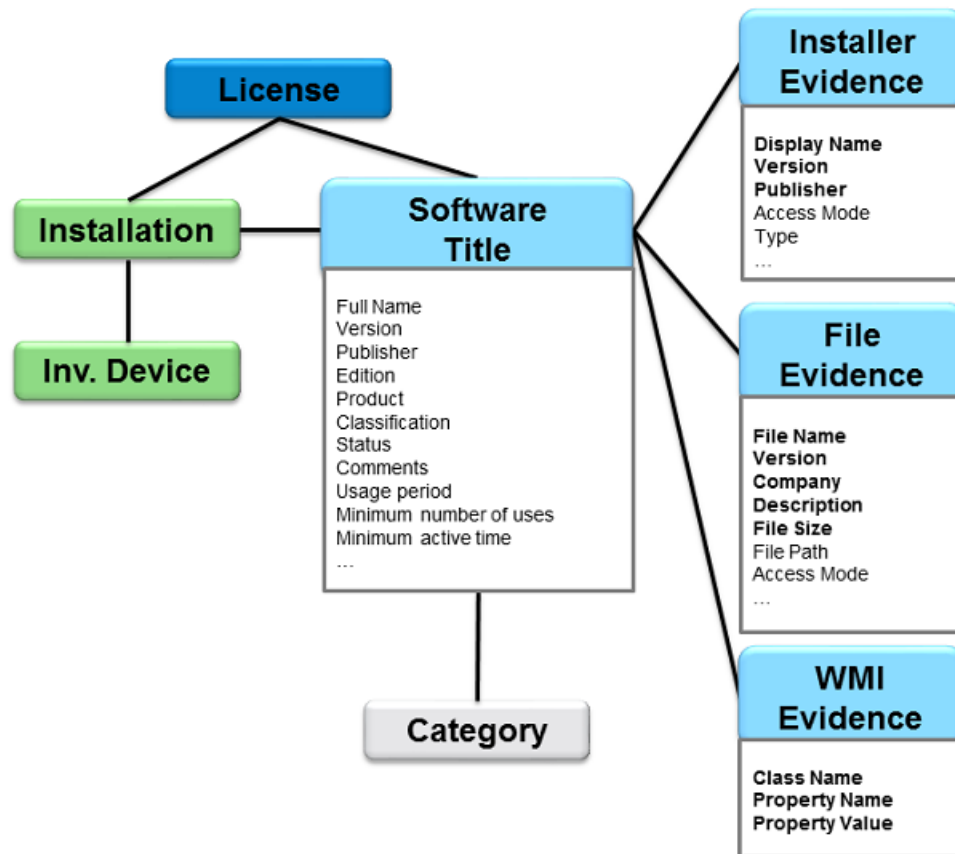 License
Installation
Inv. Device
Software
Title
Full Name
Version
Publisher
Edition
Product
Classification
Status
Comments
Usage period
Minimum number of uses
Minimum active time
...
Category
Installer
Evidence
Display Name
Version
Publisher
Access Mode
Type
...
File
Evidence
File Name
Version
Company
Description
File Size
File Path
Access Mode
...
WMI
Evidence
Class Name
Property Name
Property Value